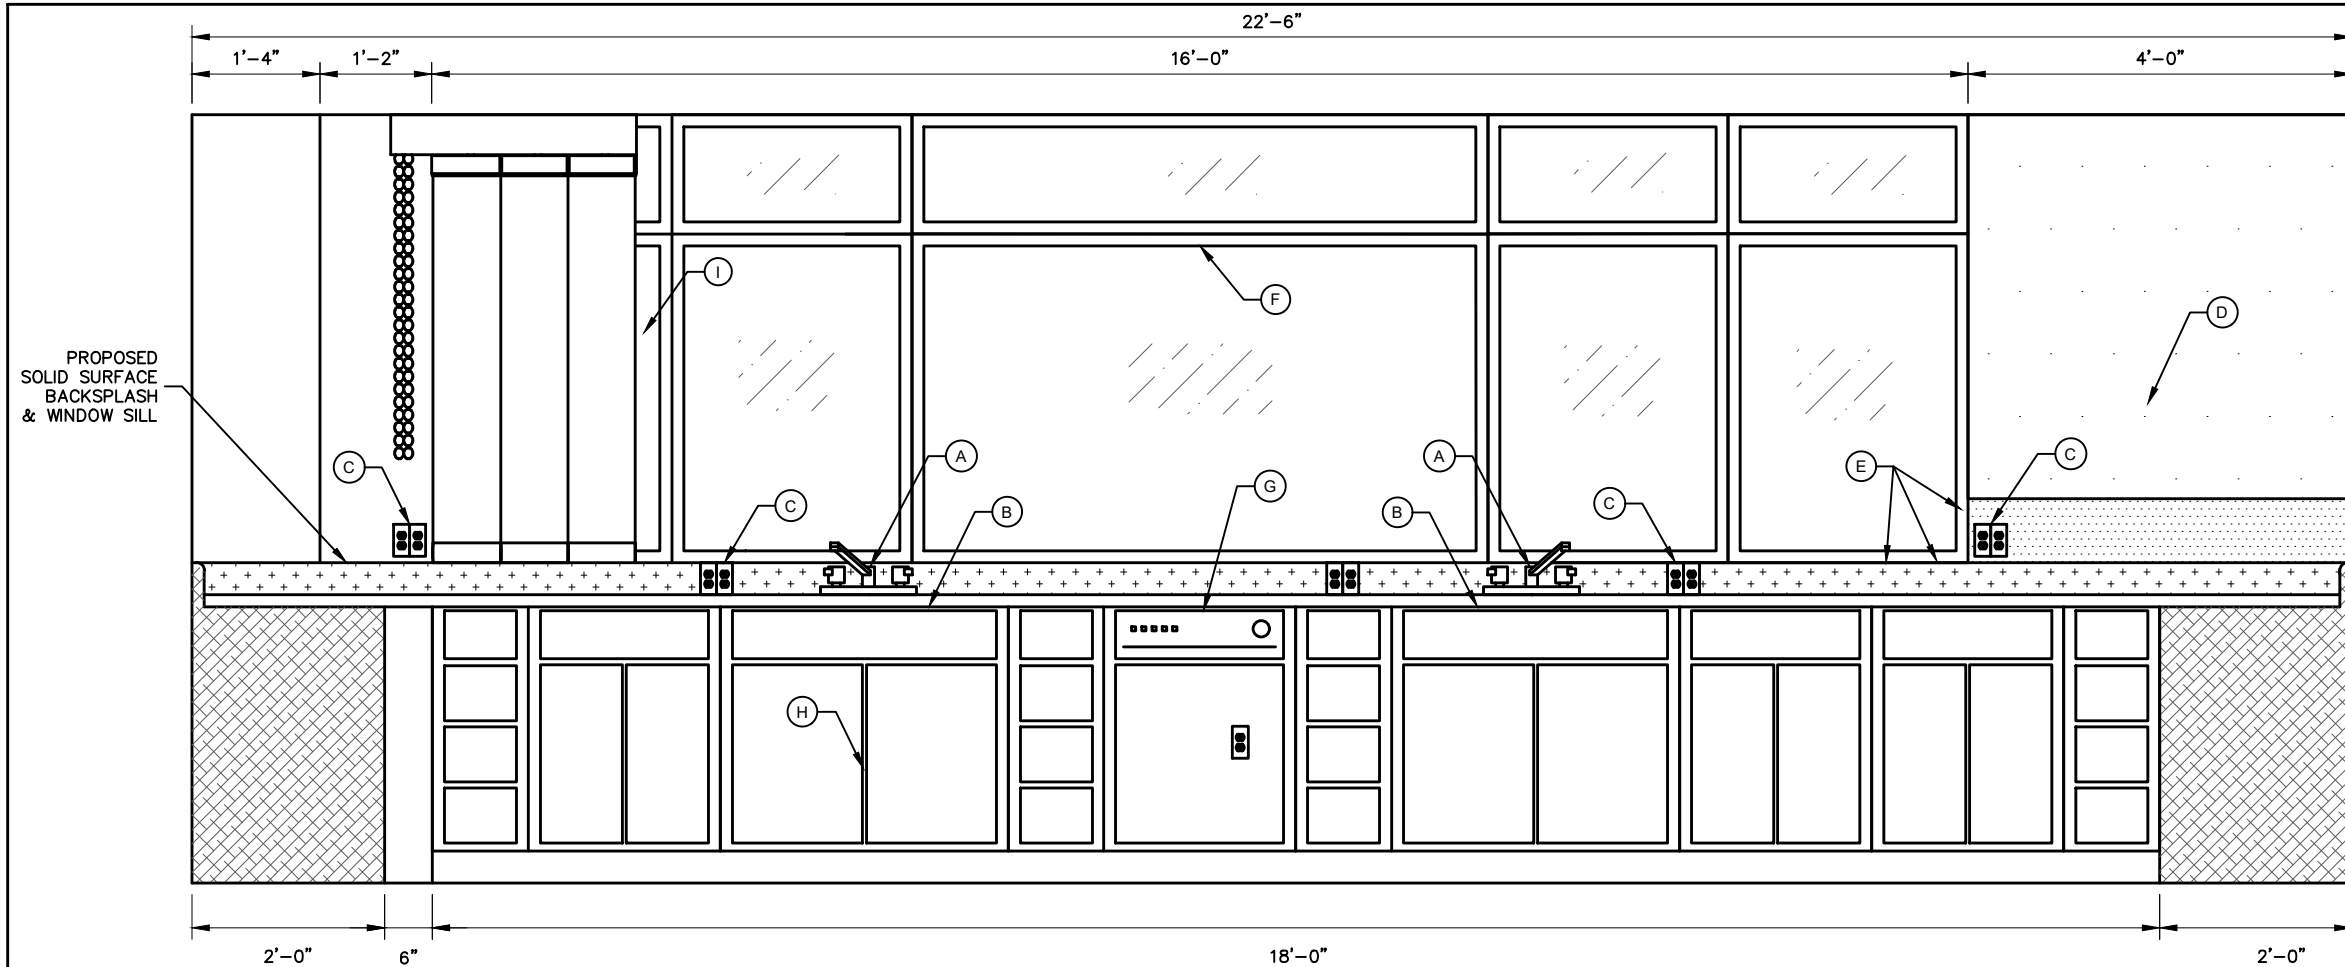 22'-6"
1'-4" 1'-2" 16'-0" 4'-0"
I
F
D
PROPOSED
SOLID SURFACE
BACKSPLASH
& WINDOW SILL
C A A E C
C B G B C
H
2'-0" 6" 18'-0" 2'-0"